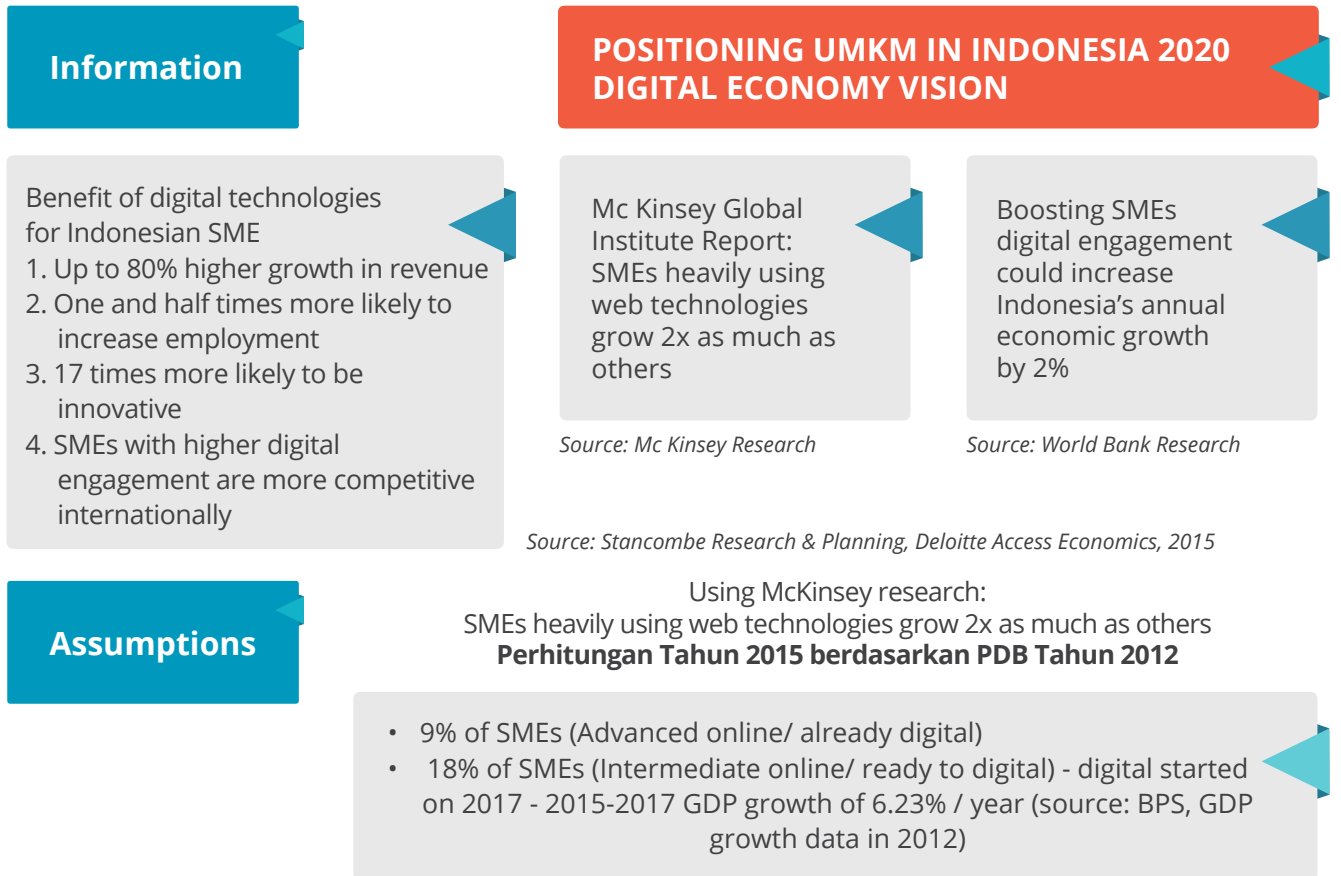 Information
POSITIONING UMKM IN INDONESIA 2020
DIGITAL ECONOMY VISION
Benefit of digital technologies
for Indonesian SME
1. Up to 80% higher growth in revenue
2. One and half times more likely to
increase employment
3. 17 times more likely to be
innovative
4. SMEs with higher digital
engagement are more competitive
internationally
Mc Kinsey Global
Institute Report:
SMEs heavily using
web technologies
grow 2x as much as
others
Source: Mc Kinsey Research
Boosting SMEs
digital engagement
could increase
Indonesia’s annual
economic growth
by 2%
Source: World Bank Research
Source: Stancombe Research & Planning, Deloitte Access Economics, 2015
Assumptions
Using McKinsey research:
SMEs heavily using web technologies grow 2x as much as others
Perhitungan Tahun 2015 berdasarkan PDB Tahun 2012
• 9% of SMEs (Advanced online/ already digital)
• 18% of SMEs (Intermediate online/ ready to digital) - digital started
on 2017 - 2015-2017 GDP growth of 6.23% / year (source: BPS, GDP
growth data in 2012)